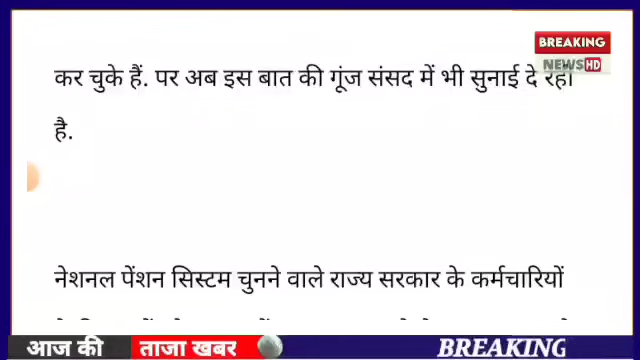 BREAKING
NEWS HD
कर चुके हैं. पर अब इस बात की गूंज संसद में भी सुनाई दे रही
है.
नेशनल पेंशन सिस्टम चुनने वाले राज्य सरकार के कर्मचारियों
आज की ताजा खबर BREAKING